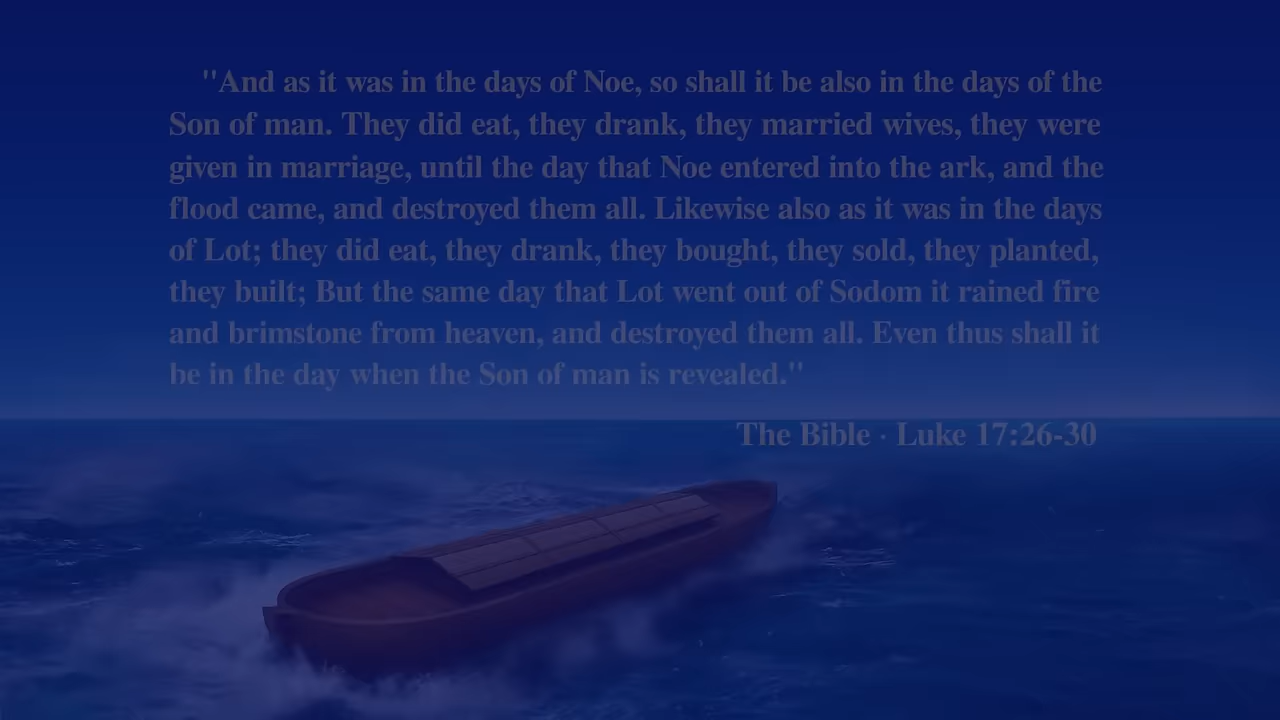 "And as it was in the days of Noe, so shall it be also in the days of the
Son of man. They did eat, they drank, they married wives, they were
given in marriage, until the day that Noe entered into the ark, and the
flood came, and destroyed them all. Likewise also as it was in the days
of Lot; they did eat, they drank, they bought, they sold, they planted,
they built; But the same day that Lot went out of Sodom it rained fire
and brimstone from heaven, and destroyed them all. Even thus shall it
be in the day when the Son of man is revealed."
The Bible · Luke 17:26-30